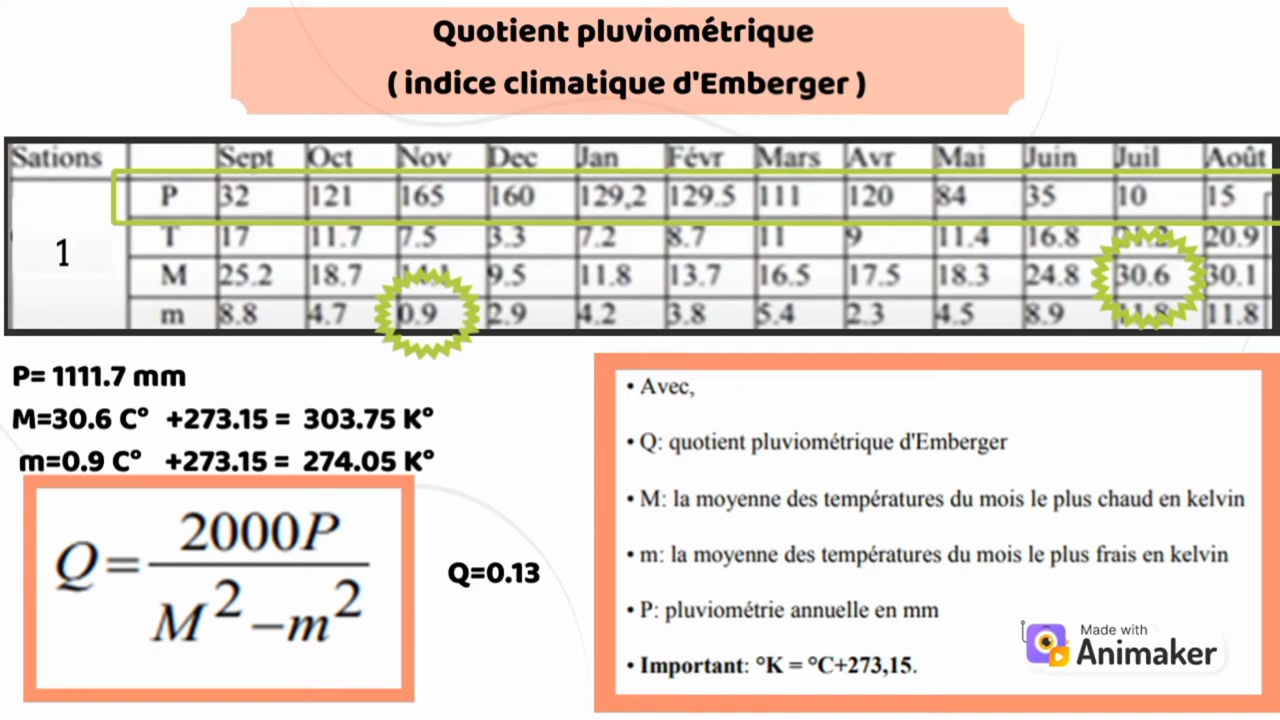 Quotient pluviométrique
( indice climatique d'Emberger )
Sations Sept Oct Nov Dec Jan Févr Mars Avr Mai Juin Juil Août
P 32 121 165 160 129,2 129.5 111 120 84 35 10 15
1
T 17 11.7 7.5 3.3 7.2 8.7 11 9 11.4 16.8 20.9
M 25.2 18.7 9.5 11.8 13.7 16.5 17.5 18.3 24.8 30.6 30.1
m 8.8 4.7 0.9 2.9 4.2 3.8 5.4 2.3 4.5 8.9 11.8 11.8
P= 1111.7 mm
M=30.6 C° +273.15 = 303.75 K°
m=0.9 C° +273.15 = 274.05 K°
Q = 2000P
M² – m²
Q=0.13
• Avec,
• Q: quotient pluviométrique d'Emberger
• M: la moyenne des températures du mois le plus chaud en kelvin
• m: la moyenne des températures du mois le plus frais en kelvin
• P: pluviométrie annuelle en mm
• Important: °K = °C+273,15.
Made with
Animaker